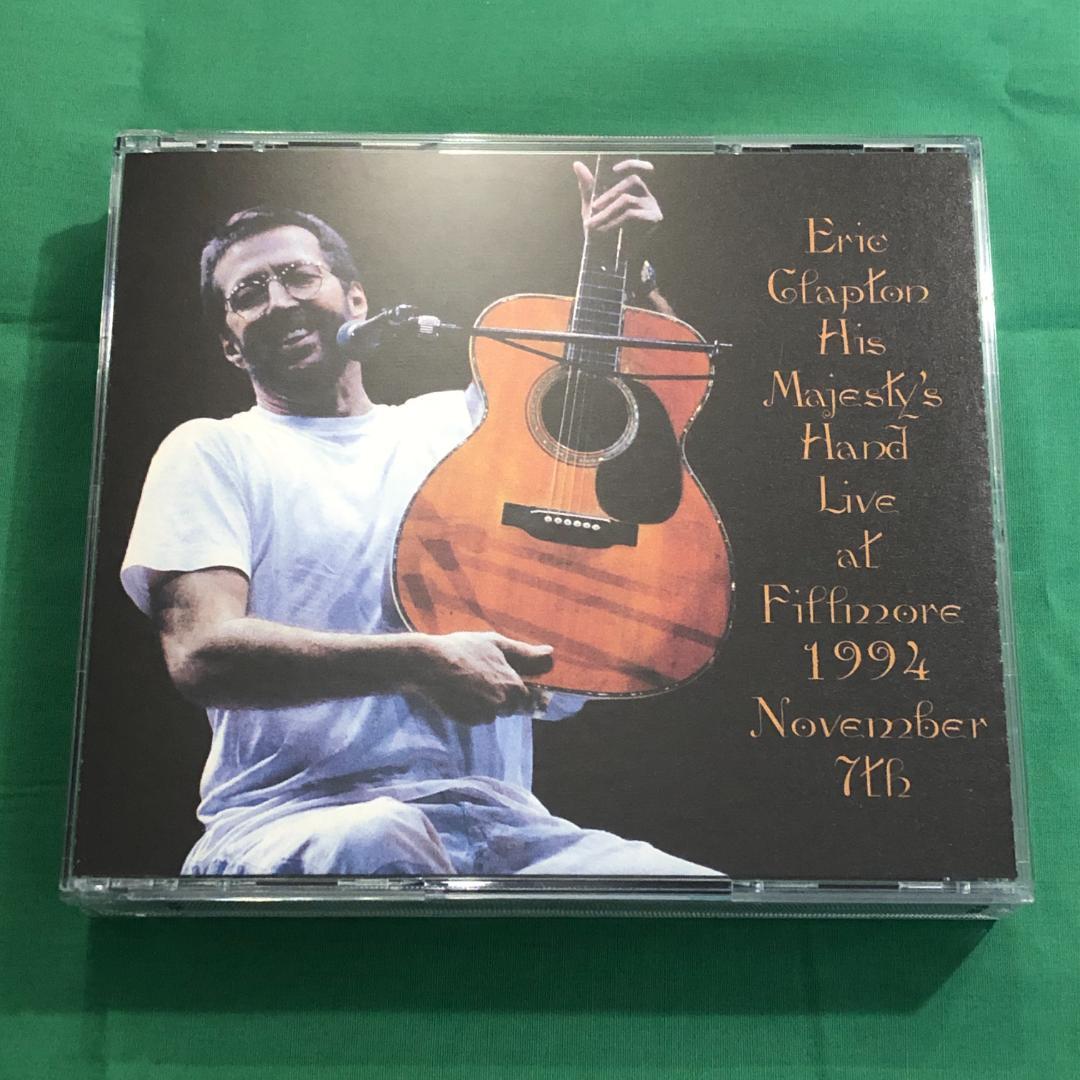 Eric
Clapton
His
Majesty's
Hand
Live
at
Fillmore
1994
November
7th